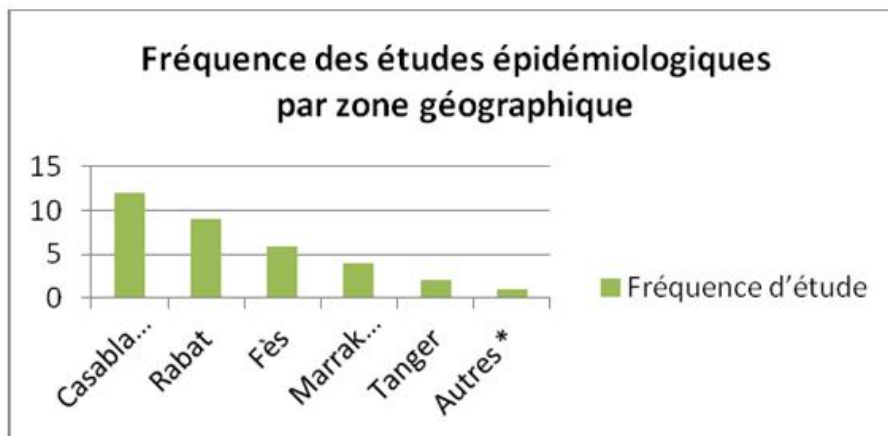 Fréquence des études épidémiologiques
par zone géographique
15
10
5
0
Casabla...
Rabat
Fès
Marrak...
Tanger
Autres *
Fréquence d’étude